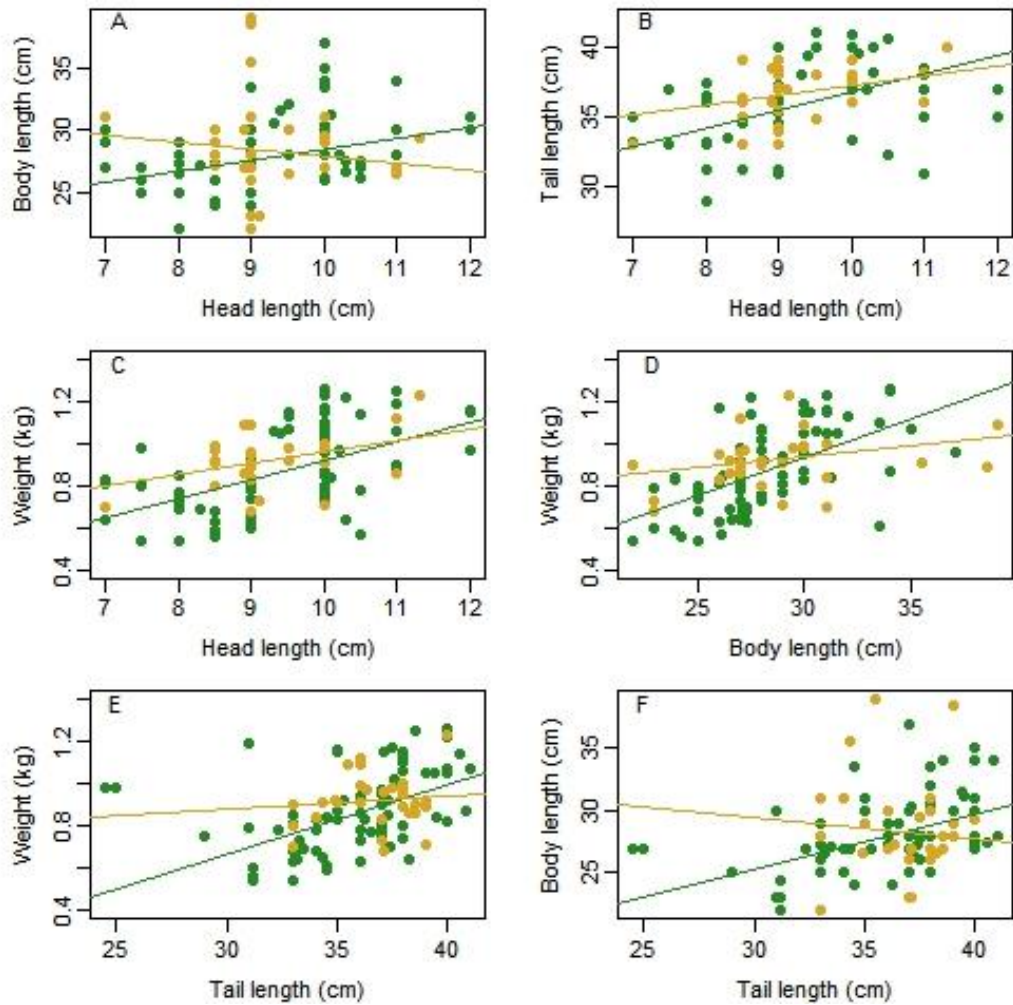 A
Body length (cm)
25 30 35
7 8 9 10 11 12
Head length (cm)
B
Tail length (cm)
30 35 40
7 8 9 10 11 12
Head length (cm)
C
Weight (kg)
0.4 0.8 1.2
7 8 9 10 11 12
Head length (cm)
D
Weight (kg)
0.4 0.8 1.2
25 30 35
Body length (cm)
E
Weight (kg)
0.4 0.8 1.2
25 30 35 40
Tail length (cm)
F
Body length (cm)
25 30 35
25 30 35 40
Tail length (cm)